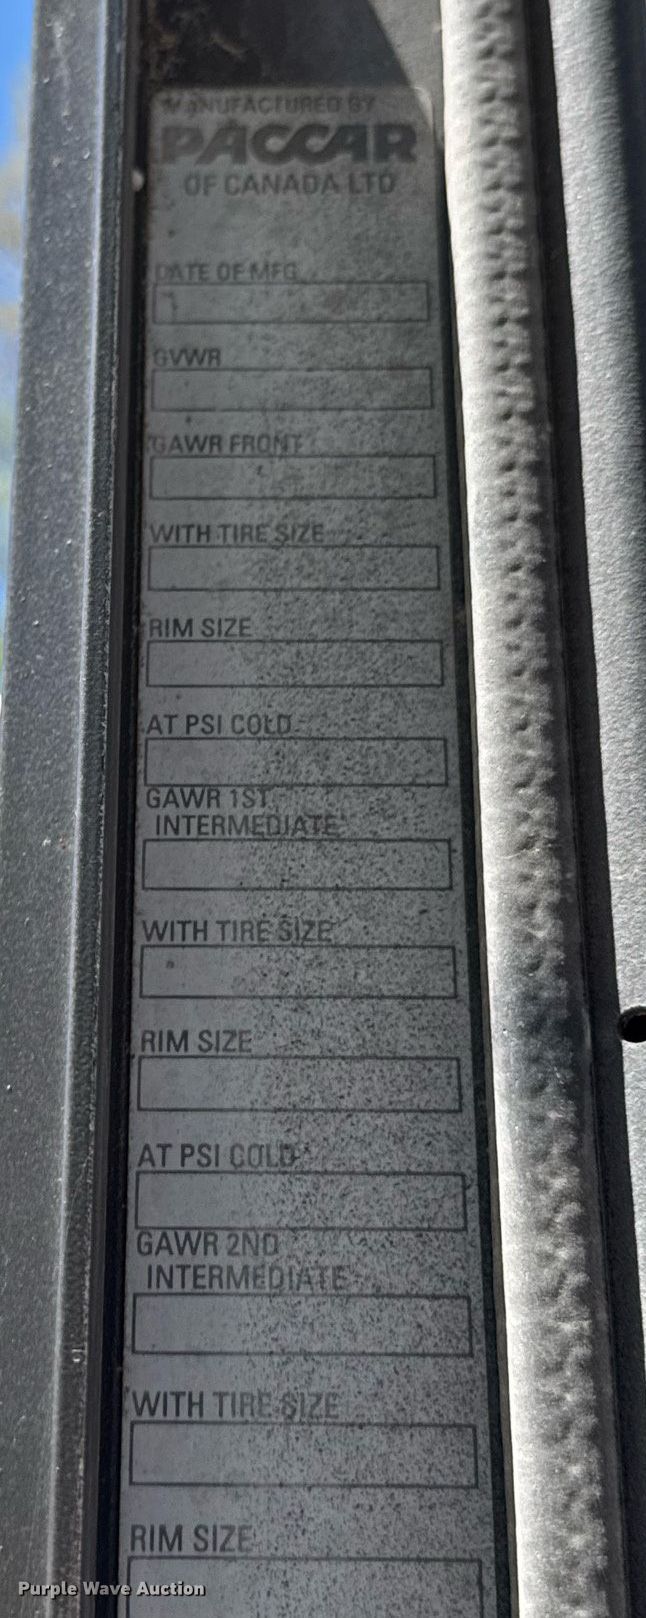 MANUFACTURED BY
PACCAR
OF CANADA LTD
DATE OF MFG
GVWR
GAWR FRONT
WITH TIRE SIZE
RIM SIZE
AT PSI COLD
GAWR 1ST
INTERMEDIATE
WITH TIRE SIZE
RIM SIZE
AT PSI COLD
GAWR 2ND
INTERMEDIATE
WITH TIRE SIZE
RIM SIZE
Purple Wave Auction